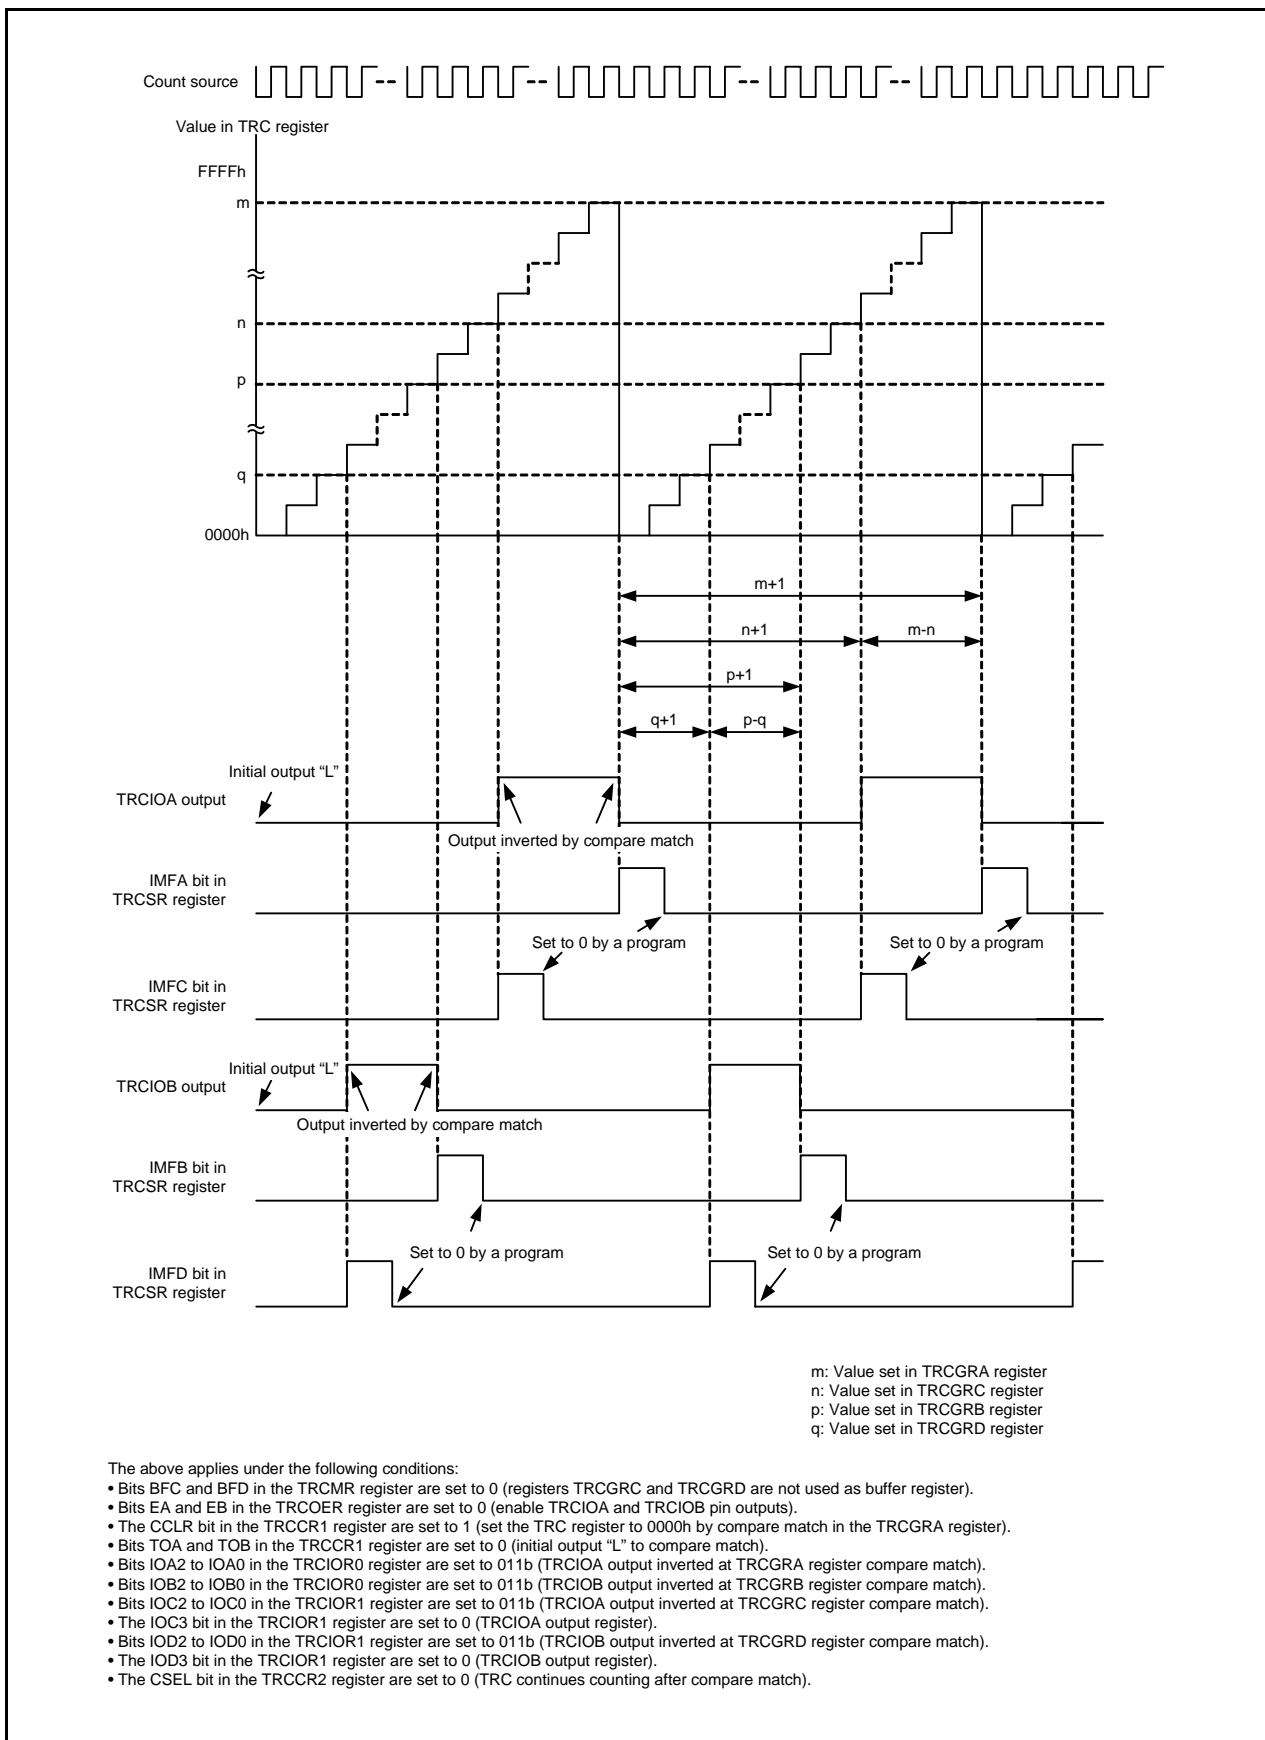 Count source
Value in TRC register
FFFFh
m
n
p
q
0000h
m+1
n+1
m-n
p+1
q+1
p-q
Initial output “L”
TRCIOA output
Output inverted by compare match
IMFA bit in
TRCSR register
Set to 0 by a program
Set to 0 by a program
IMFC bit in
TRCSR register
Initial output “L”
TRCIOB output
Output inverted by compare match
IMFB bit in
TRCSR register
Set to 0 by a program
Set to 0 by a program
IMFD bit in
TRCSR register
m: Value set in TRCGRA register
n: Value set in TRCGRC register
p: Value set in TRCGRB register
q: Value set in TRCGRD register
The above applies under the following conditions:
• Bits BFC and BFD in the TRCMR register are set to 0 (registers TRCGRC and TRCGRD are not used as buffer register).
• Bits EA and EB in the TRCOER register are set to 0 (enable TRCIOA and TRCIOB pin outputs).
• The CCLR bit in the TRCCR1 register are set to 1 (set the TRC register to 0000h by compare match in the TRCGRA register).
• Bits TOA and TOB in the TRCCR1 register are set to 0 (initial output “L” to compare match).
• Bits IOA2 to IOA0 in the TRCIOR0 register are set to 011b (TRCIOA output inverted at TRCGRA register compare match).
• Bits IOB2 to IOB0 in the TRCIOR0 register are set to 011b (TRCIOB output inverted at TRCGRB register compare match).
• Bits IOC2 to IOC0 in the TRCIOR1 register are set to 011b (TRCIOA output inverted at TRCGRC register compare match).
• The IOC3 bit in the TRCIOR1 register are set to 0 (TRCIOA output register).
• Bits IOD2 to IOD0 in the TRCIOR1 register are set to 011b (TRCIOB output inverted at TRCGRD register compare match).
• The IOD3 bit in the TRCIOR1 register are set to 0 (TRCIOB output register).
• The CSEL bit in the TRCCR2 register are set to 0 (TRC continues counting after compare match).